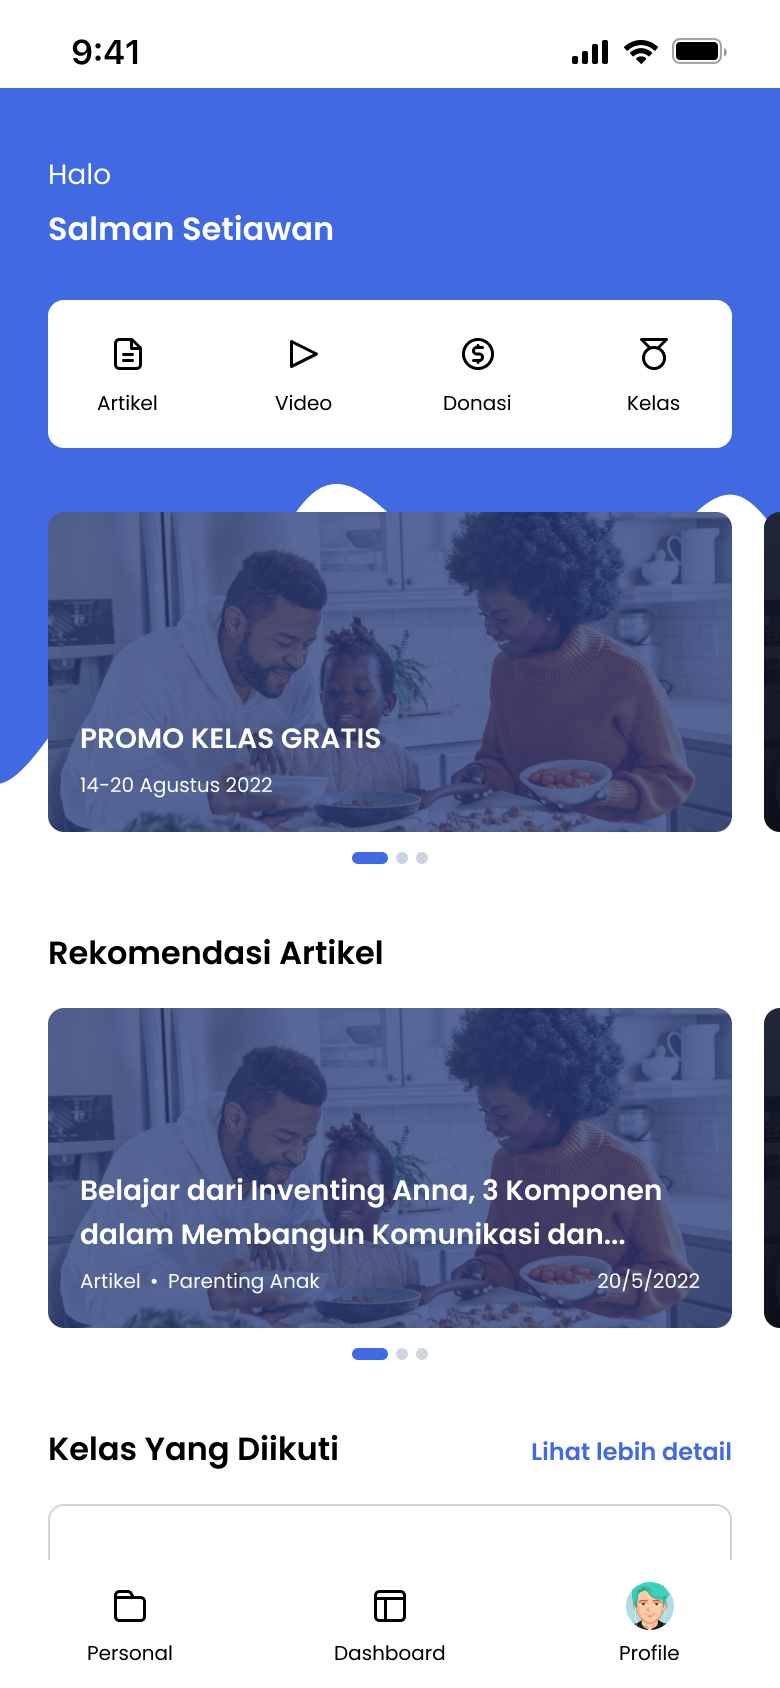 9:41
Halo
Salman Setiawan
Artikel
Video
Donasi
Kelas
PROMO KELAS GRATIS
14-20 Agustus 2022
Rekomendasi Artikel
Belajar dari Inventing Anna, 3 Komponen
dalam Membangun Komunikasi dan...
Artikel • Parenting Anak
20/5/2022
Kelas Yang Diikuti
Lihat lebih detail
Personal
Dashboard
Profile